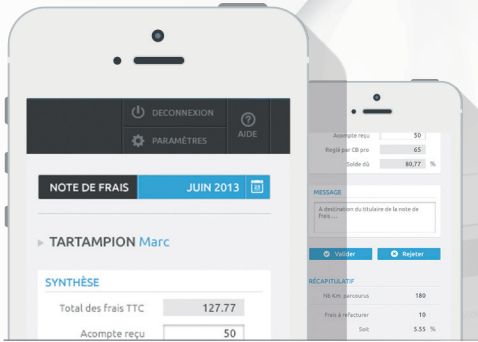 DECONNEXION
PARAMÈTRES
AIDE
NOTE DE FRAIS
JUIN 2013
TARTAMPION Marc
SYNTHÈSE
Total des frais TTC 127.77
Acompte reçu 50
Acompte reçu 50
Reglé par CB pro 65
Solde dû 80,77 %
MESSAGE
A destination du titulaire de la note de
frais ...
Valider
Rejeter
RÉCAPITULATIF
Nb Km parcourus 180
Frais à refacturer 10
Soit 5.55 %